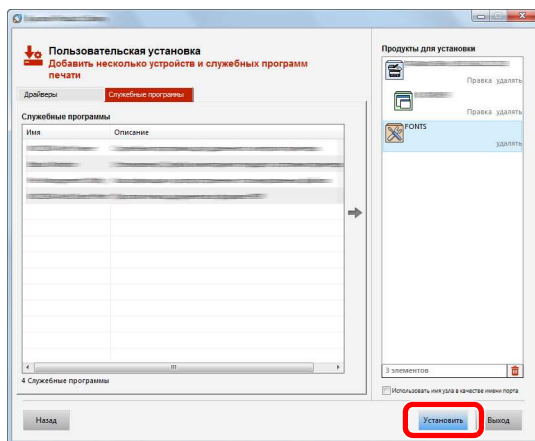 Пользовательская установка
Добавить несколько устройств и служебных программ
печати
Драйверы
Служебные программы
Служебные программы
Имя
Описание
4 Служебные программы
Продукты для установки
Правка удалять
Правка удалять
FONTS
удалять
3 элементов
Использовать имя узла в качестве имени порта
Назад
Установить
Выход